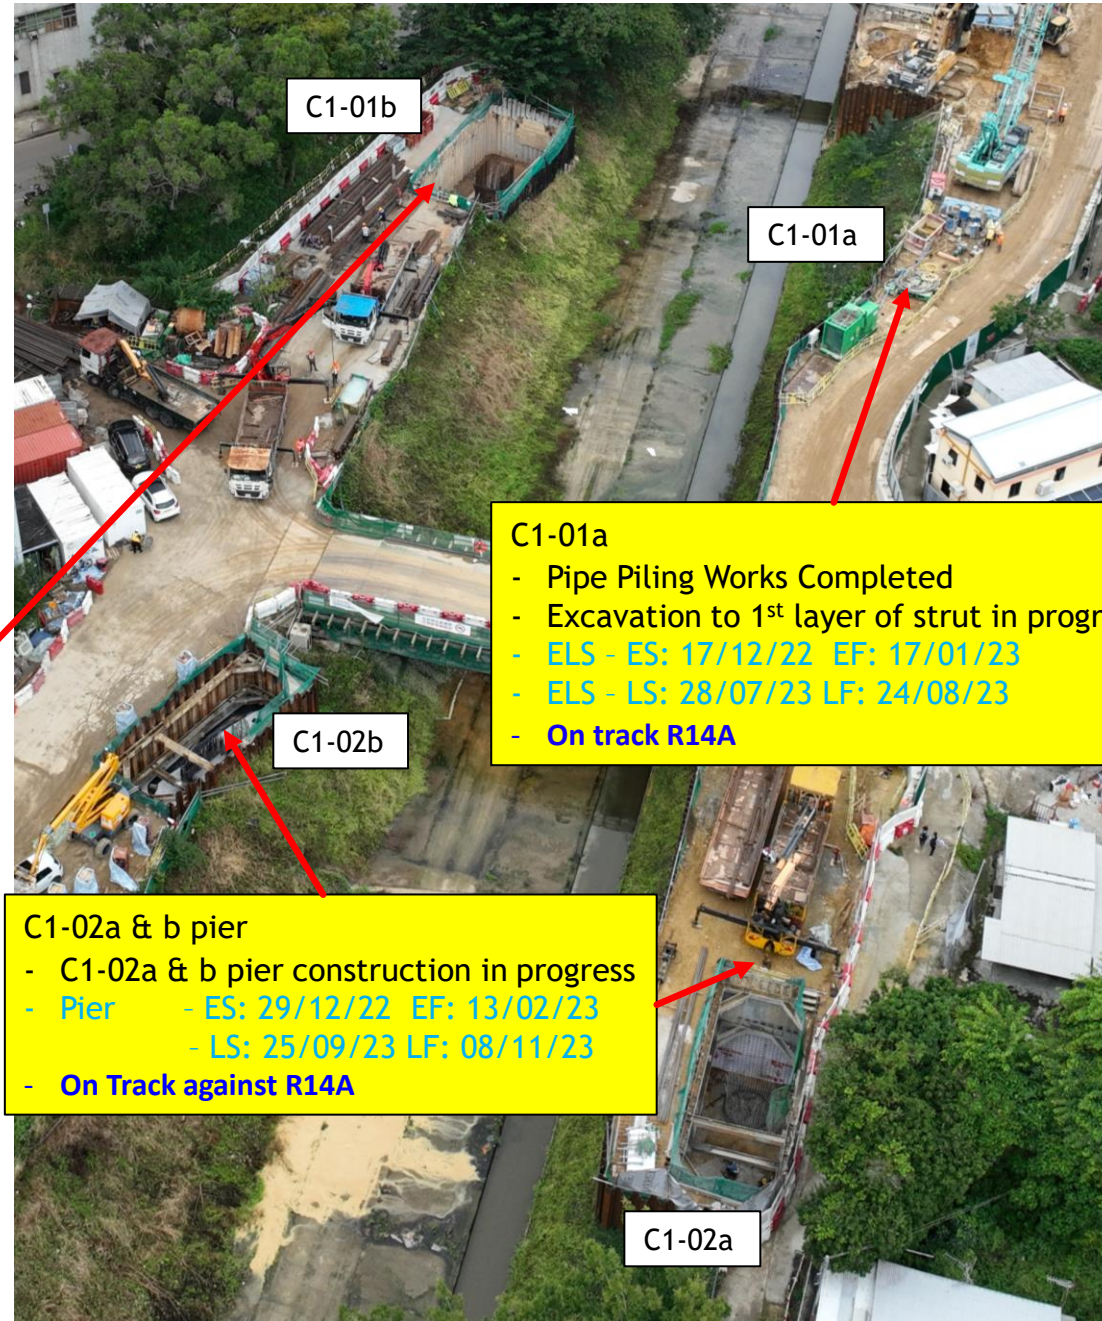 C1-01b
C1-01a
C1-01a
- Pipe Piling Works Completed
- Excavation to 1st layer of strut in progr
- ELS – ES: 17/12/22 EF: 17/01/23
- ELS – LS: 28/07/23 LF: 24/08/23
- On track R14A
C1-02b
C1-02a & b pier
- C1-02a & b pier construction in progress
- Pier – ES: 29/12/22 EF: 13/02/23
– LS: 25/09/23 LF: 08/11/23
- On Track against R14A
C1-02a